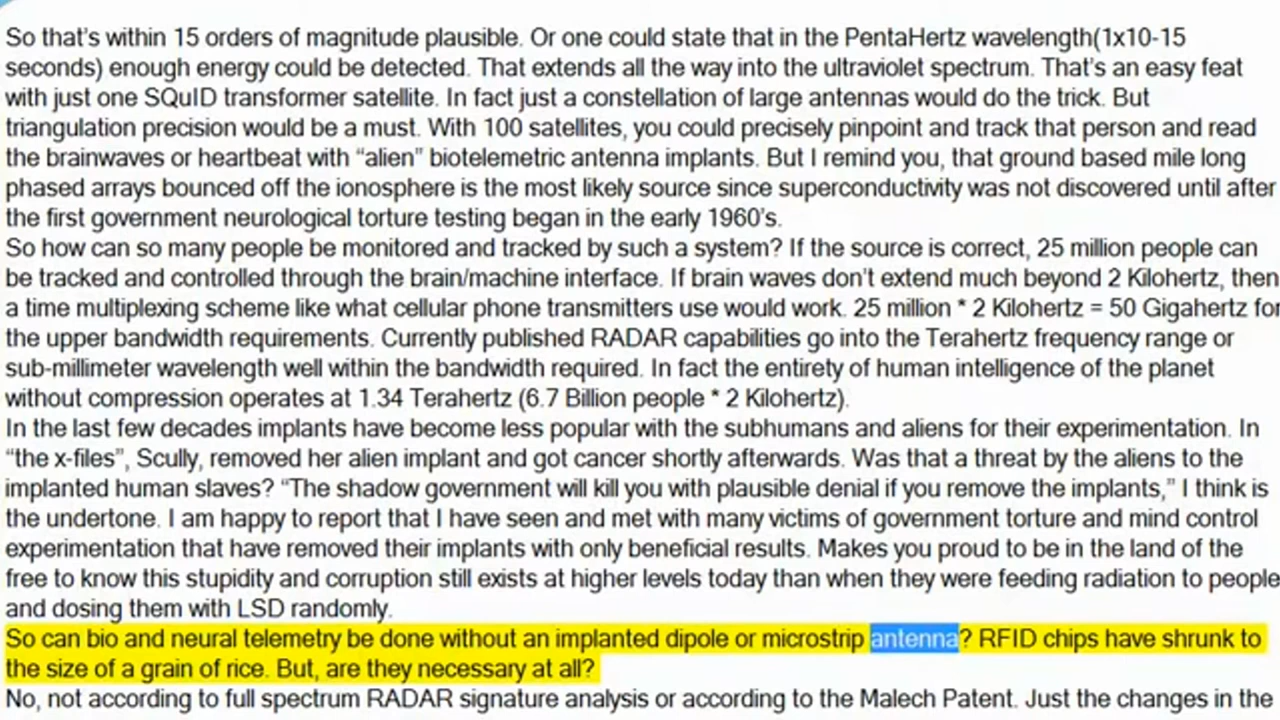 So that's within 15 orders of magnitude plausible. Or one could state that in the PentaHertz wavelength(1x10-15
seconds) enough energy could be detected. That extends all the way into the ultraviolet spectrum. That's an easy feat
with just one SQuID transformer satellite. In fact just a constellation of large antennas would do the trick. But
triangulation precision would be a must. With 100 satellites, you could precisely pinpoint and track that person and read
the brainwaves or heartbeat with “alien” biotelemetric antenna implants. But I remind you, that ground based mile long
phased arrays bounced off the ionosphere is the most likely source since superconductivity was not discovered until after
the first government neurological torture testing began in the early 1960's.
So how can so many people be monitored and tracked by such a system? If the source is correct, 25 million people can
be tracked and controlled through the brain/machine interface. If brain waves don't extend much beyond 2 Kilohertz, then
a time multiplexing scheme like what cellular phone transmitters use would work. 25 million * 2 Kilohertz = 50 Gigahertz for
the upper bandwidth requirements. Currently published RADAR capabilities go into the Terahertz frequency range or
sub-millimeter wavelength well within the bandwidth required. In fact the entirety of human intelligence of the planet
without compression operates at 1.34 Terahertz (6.7 Billion people * 2 Kilohertz).
In the last few decades implants have become less popular with the subhumans and aliens for their experimentation. In
“the x-files”, Scully, removed her alien implant and got cancer shortly afterwards. Was that a threat by the aliens to the
implanted human slaves? “The shadow government will kill you with plausible denial if you remove the implants,” I think is
the undertone. I am happy to report that I have seen and met with many victims of government torture and mind control
experimentation that have removed their implants with only beneficial results. Makes you proud to be in the land of the
free to know this stupidity and corruption still exists at higher levels today than when they were feeding radiation to people
and dosing them with LSD randomly.
So can bio and neural telemetry be done without an implanted dipole or microstrip antenna? RFID chips have shrunk to
the size of a grain of rice. But, are they necessary at all?
No, not according to full spectrum RADAR signature analysis or according to the Malech Patent. Just the changes in the